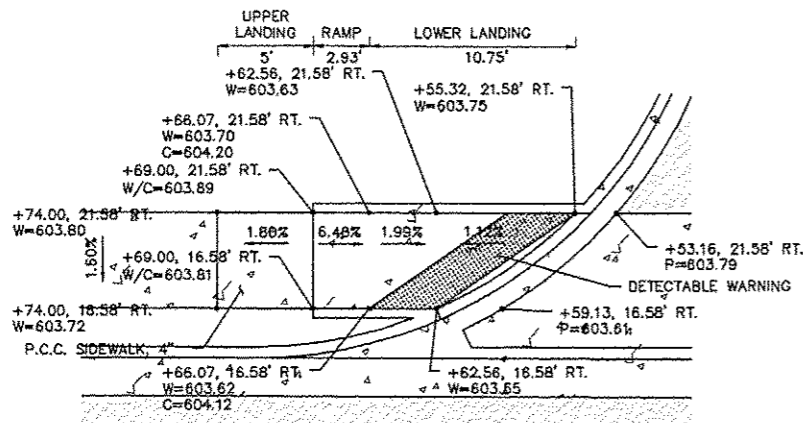 UPPER
LANDING
RAMP
LOWER LANDING
5'
2.93'
10.75'
+62.56, 21.58' RT.
W=603.63
+55.32, 21.58' RT.
W=603.75
+66.07, 21.58' RT.
W=603.70
C=604.20
+69.00, 21.58' RT.
W/C=603.89
+74.00, 21.58' RT.
W=603.80
1.80%
6.48%
1.99%
1.12%
1.60%
+69.00, 16.58' RT.
W/C=603.81
+53.16, 21.58' RT.
P=603.79
DETECTABLE WARNING
+74.00, 16.58' RT.
W=603.72
+59.13, 16.58' RT.
P=603.61
P.C.C. SIDEWALK, 4"
+66.07, 16.58' RT.
W=603.62
C=604.12
+62.56, 16.58' RT.
W=603.55